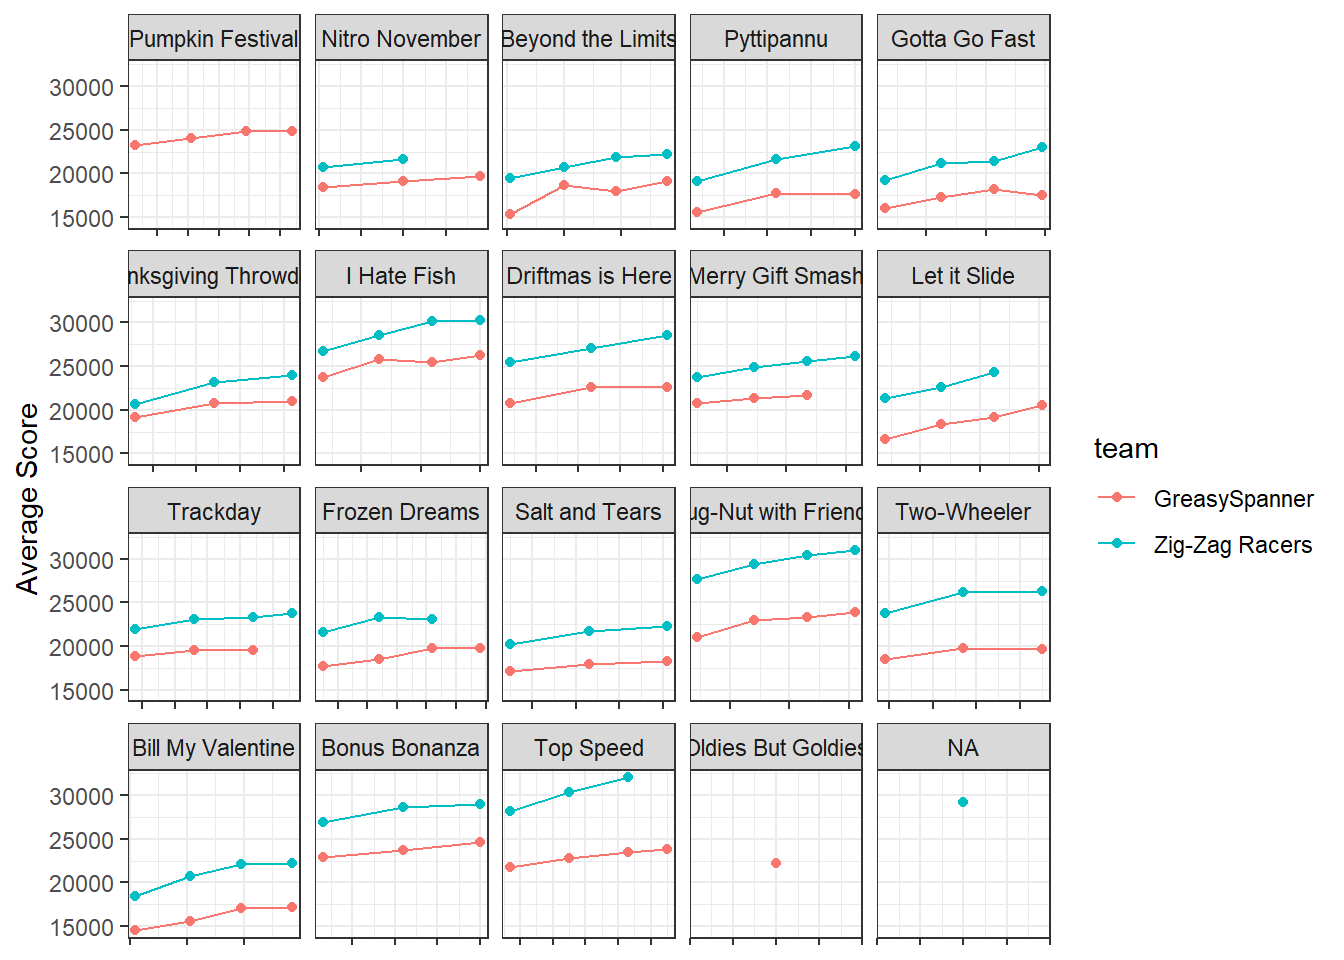 Pumpkin Festival
Nitro November
Beyond the Limits
Pyttipannu
Gotta Go Fast
30000
25000
20000
15000
nksgiving Throwd
I Hate Fish
Driftmas is Here
Merry Gift Smash
Let it Slide
30000
25000
20000
15000
Trackday
Frozen Dreams
Salt and Tears
ug-Nut with Friend
Two-Wheeler
30000
25000
20000
15000
Bill My Valentine
Bonus Bonanza
Top Speed
Oldies But Goldies
NA
30000
25000
20000
15000
Average Score
team
GreasySpanner
Zig-Zag Racers